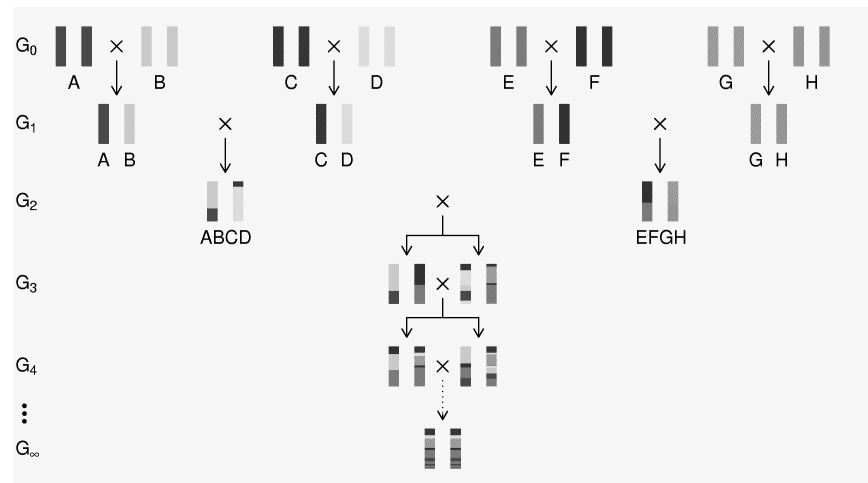 G₀
A B C D E F G H
G₁
A B C D E F G H
G₂
ABCD EFGH
G₃
G₄
G∞